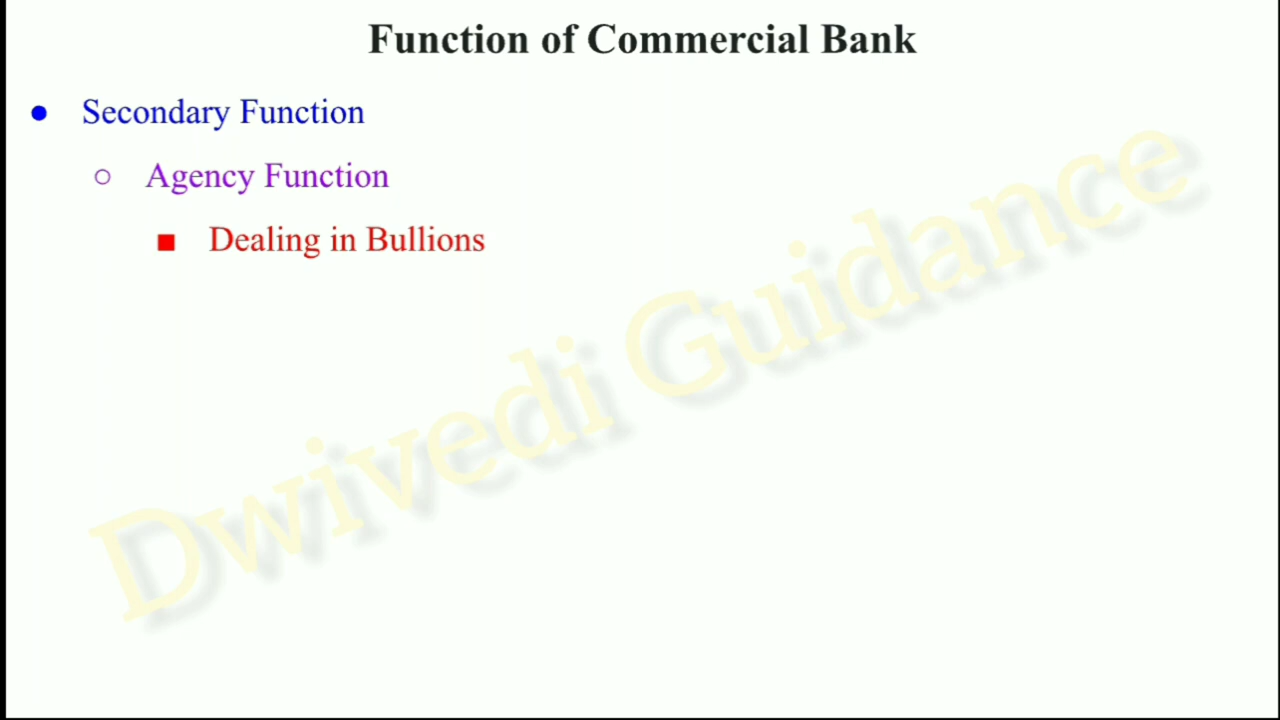 Function of Commercial Bank
● Secondary Function
○ Agency Function
■ Dealing in Bullions
Dwivedi Guidance